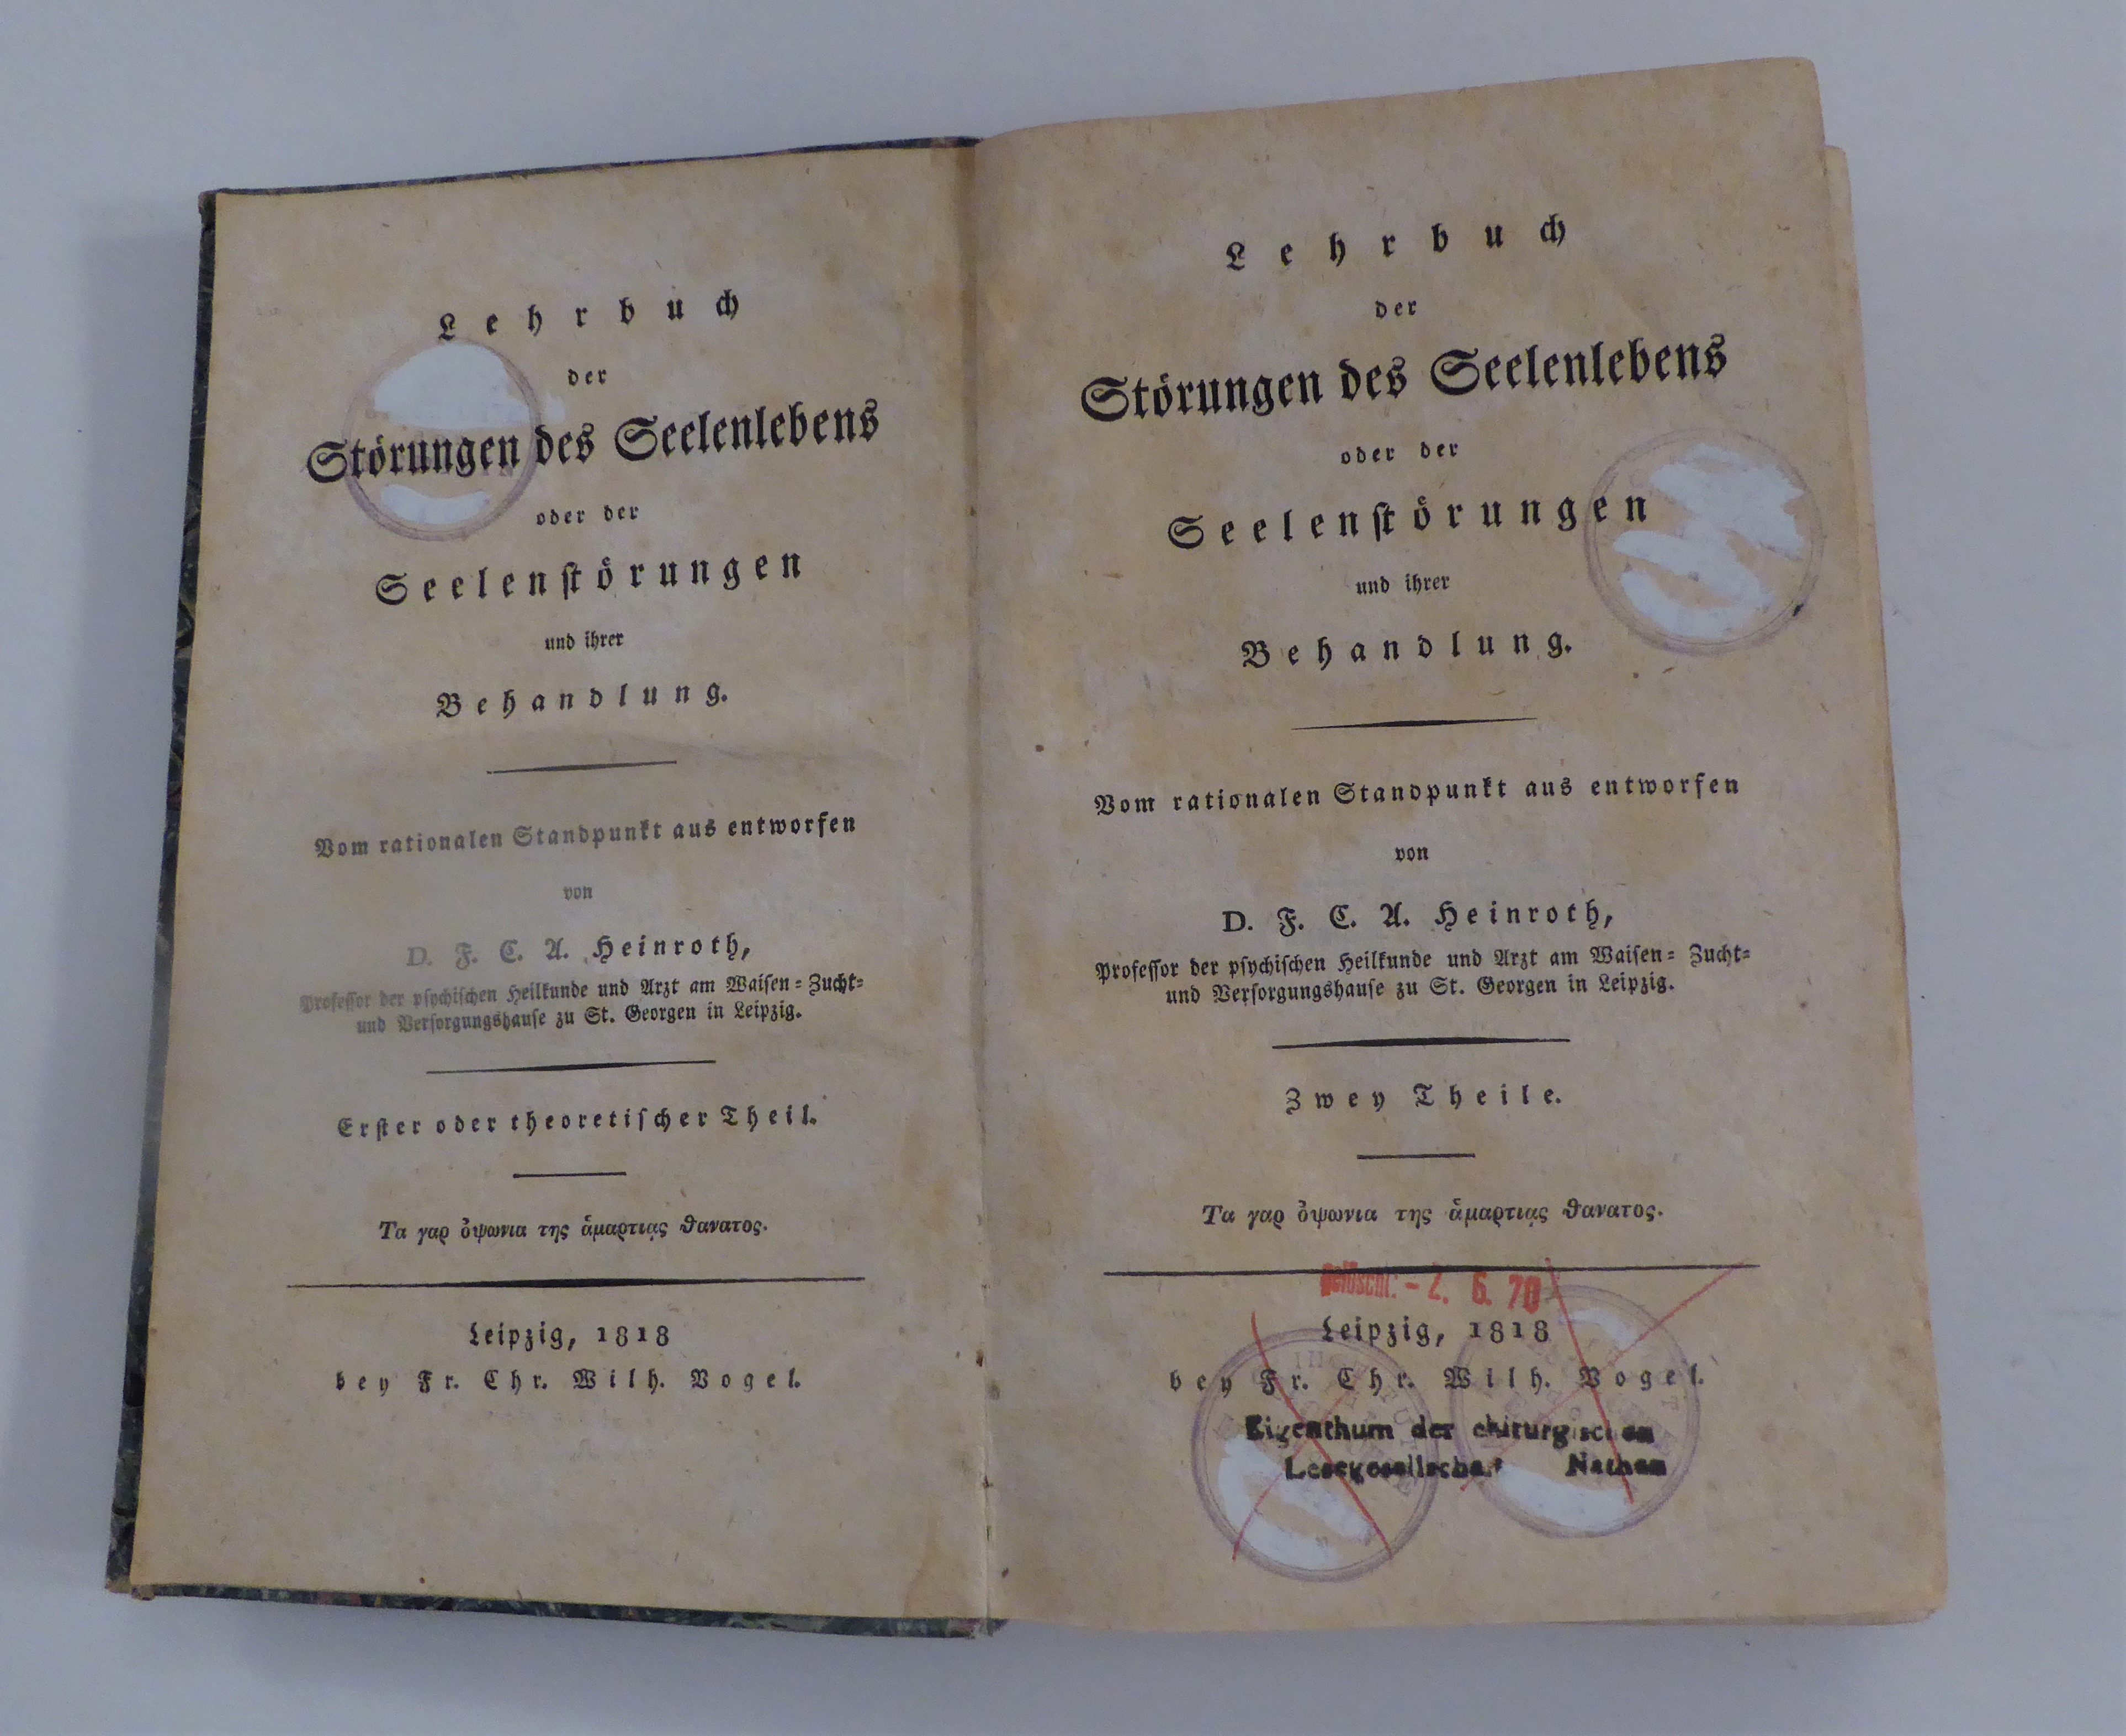 Lehrbuch
der
Störungen des Seelenlebens
oder der
Seelenstörungen
und ihrer
Behandlung.
Vom rationalen Standpunkt aus entworfen
von
D. F. C. A. Heinroth,
Professor der psychischen Heilkunde und Arzt am Waisen- Zucht-
und Versorgungshause zu St. Georgen in Leipzig.
Erster oder theoretischer Theil.
Τα γαρ ὀψωνια της ἁμαρτιας θανατος.
Leipzig, 1818
bey Fr. Chr. Wilh. Vogel.
Lehrbuch
der
Störungen des Seelenlebens
oder der
Seelenstörungen
und ihrer
Behandlung.
Vom rationalen Standpunkt aus entworfen
von
D. F. C. A. Heinroth,
Professor der psychischen Heilkunde und Arzt am Waisen- Zucht-
und Versorgungshause zu St. Georgen in Leipzig.
Zwey Theile.
Τα γαρ ὀψωνια της ἁμαρτιας θανατος.
Gelöscht: - 2. 6. 70
Leipzig, 1818
bey Fr. Chr. Wilh. Vogel.
Eigenthum der chirurgischen
Lesegesellschaft